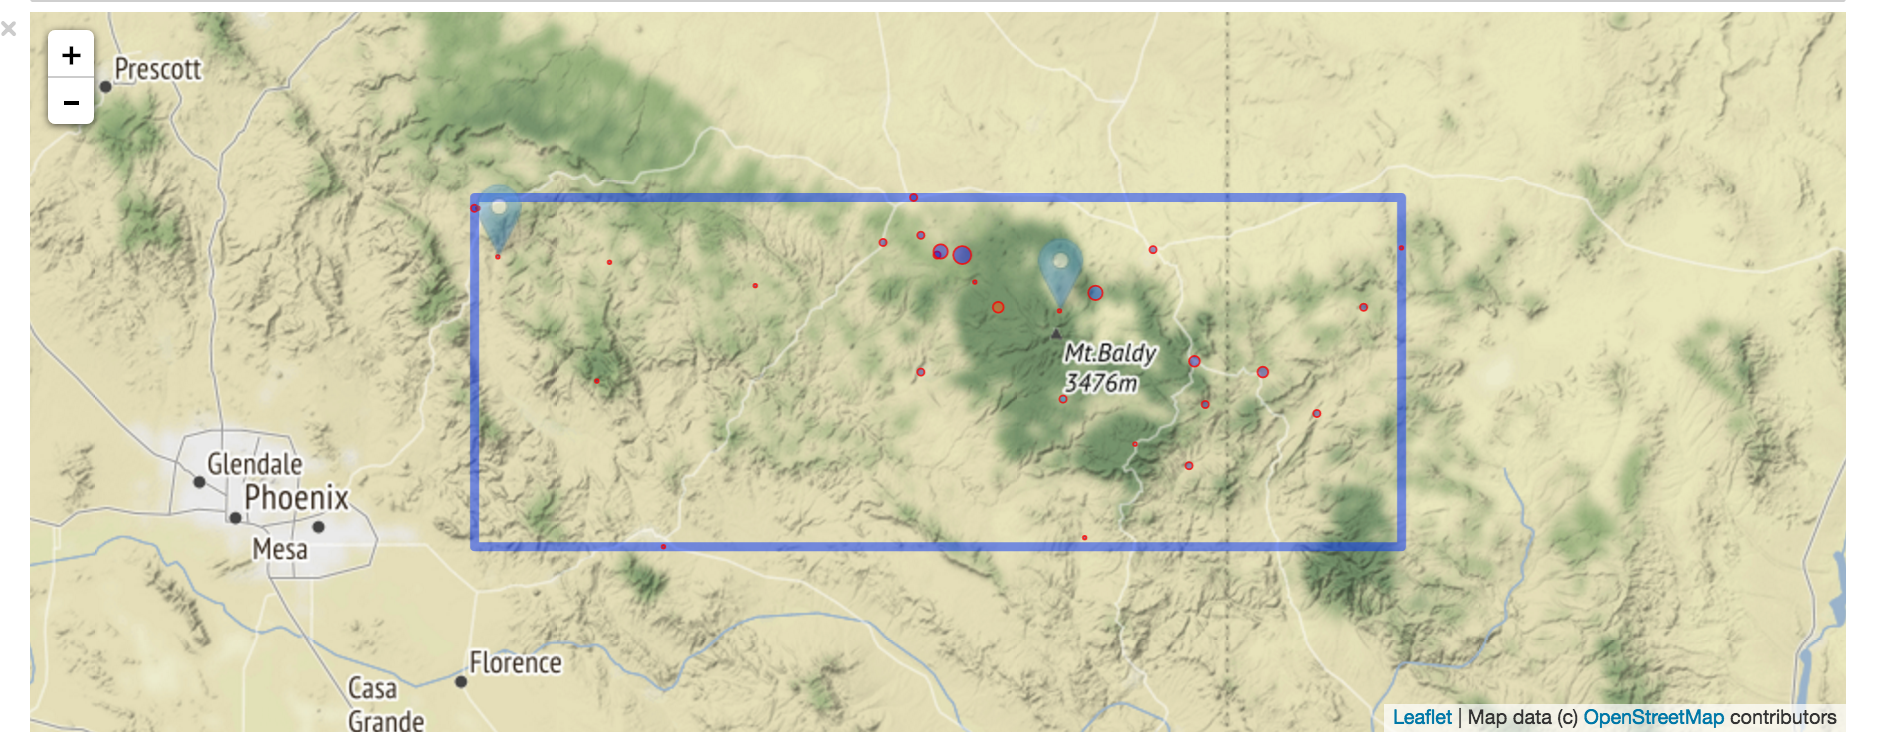 +
Prescott
−
Mt.Baldy
3476m
Glendale
Phoenix
Mesa
Florence
Casa
Grande
Leaflet | Map data (c) OpenStreetMap contributors